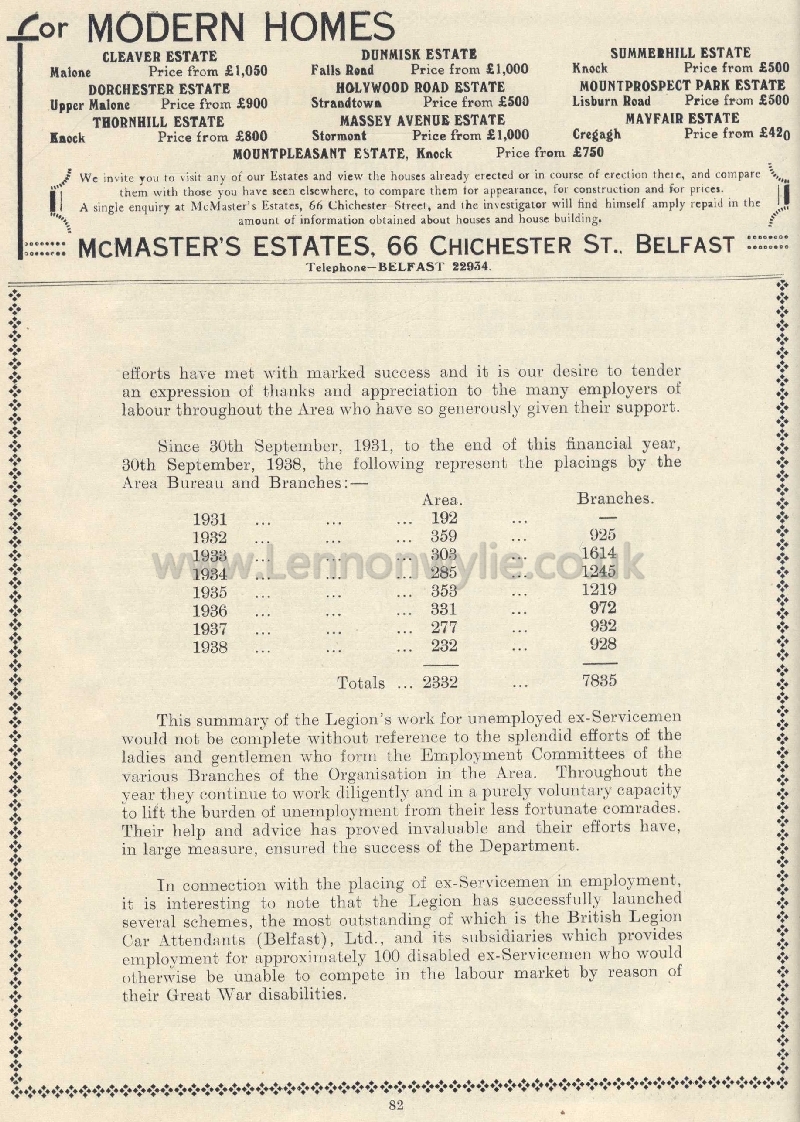 For MODERN HOMES
CLEAVER ESTATE DUNMISK ESTATE SUMMERHILL ESTATE
Malone Price from £1,050 Falls Road Price from £1,000 Knock Price from £500
DORCHESTER ESTATE HOLYWOOD ROAD ESTATE MOUNTPROSPECT PARK ESTATE
Upper Malone Price from £900 Strandtown Price from £500 Lisburn Road Price from £500
THORNHILL ESTATE MASSEY AVENUE ESTATE MAYFAIR ESTATE
Knock Price from £800 Stormont Price from £1,000 Cregagh Price from £420
MOUNTPLEASANT ESTATE, Knock Price from £750
We invite you to visit any of our Estates and view the houses already erected or in course of erection there, and compare
them with those you have seen elsewhere, to compare them for appearance, for construction and for prices.
A single enquiry at McMaster's Estates, 66 Chichester Street, and the investigator will find himself amply repaid in the
amount of information obtained about houses and house building.
McMASTER'S ESTATES, 66 CHICHESTER ST., BELFAST
Telephone—BELFAST 22934.
efforts have met with marked success and it is our desire to tender
an expression of thanks and appreciation to the many employers of
labour throughout the Area who have so generously given their support.
Since 30th September, 1931, to the end of this financial year,
30th September, 1938, the following represent the placings by the
Area Bureau and Branches:—
Area. Branches.
1931 ... ... ... 192 ... —
1932 ... ... ... 359 ... 925
1933 ... ... ... 303 ... 1614
www.Lennonwylie.co.uk
1934 ... ... ... 285 ... 1245
1935 ... ... ... 353 ... 1219
1936 ... ... ... 331 ... 972
1937 ... ... ... 277 ... 932
1938 ... ... ... 232 ... 928
Totals ... 2332 ... 7835
This summary of the Legion's work for unemployed ex-Servicemen
would not be complete without reference to the splendid efforts of the
ladies and gentlemen who form the Employment Committees of the
various Branches of the Organisation in the Area. Throughout the
year they continue to work diligently and in a purely voluntary capacity
to lift the burden of unemployment from their less fortunate comrades.
Their help and advice has proved invaluable and their efforts have,
in large measure, ensured the success of the Department.
In connection with the placing of ex-Servicemen in employment,
it is interesting to note that the Legion has successfully launched
several schemes, the most outstanding of which is the British Legion
Car Attendants (Belfast), Ltd., and its subsidiaries which provides
employment for approximately 100 disabled ex-Servicemen who would
otherwise be unable to compete in the labour market by reason of
their Great War disabilities.
82